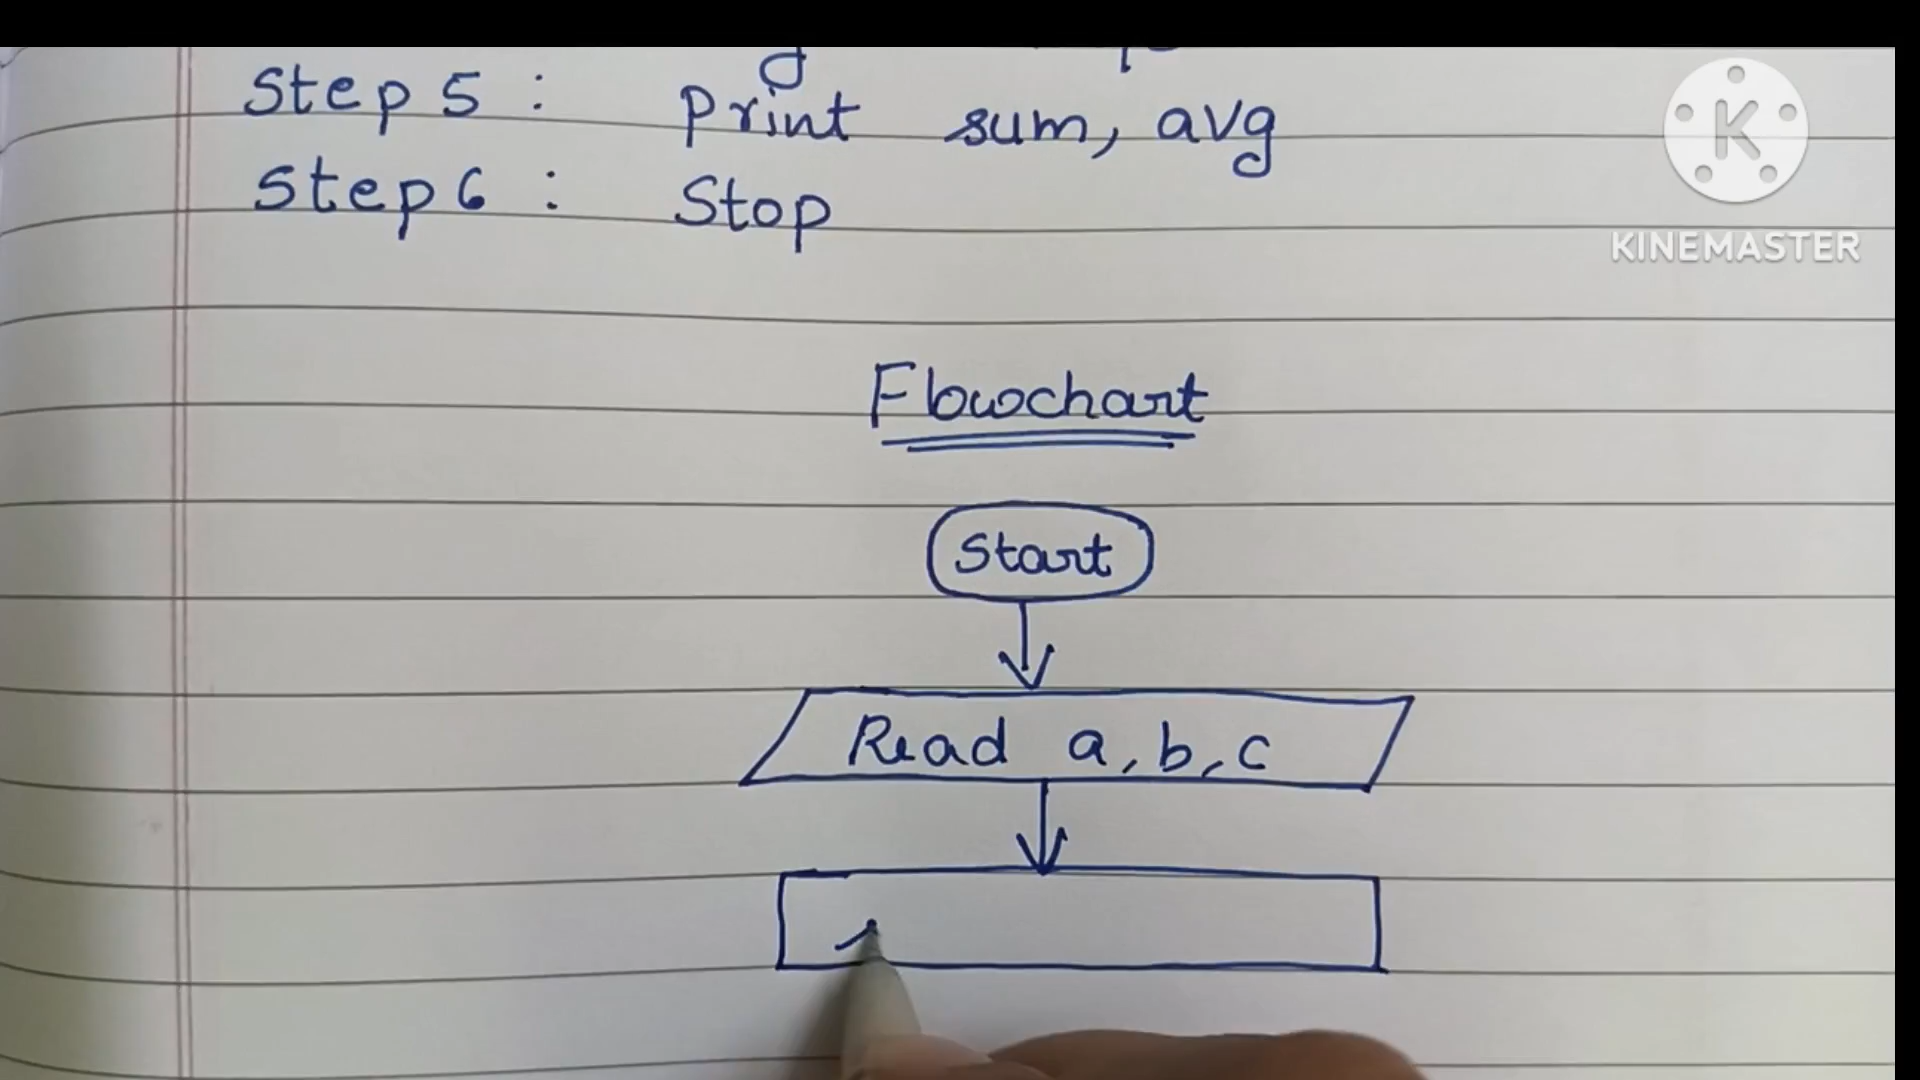 Step 5 : Print sum, avg
Step 6 : Stop
KINEMASTER
Flowchart
Start
Read a, b, c